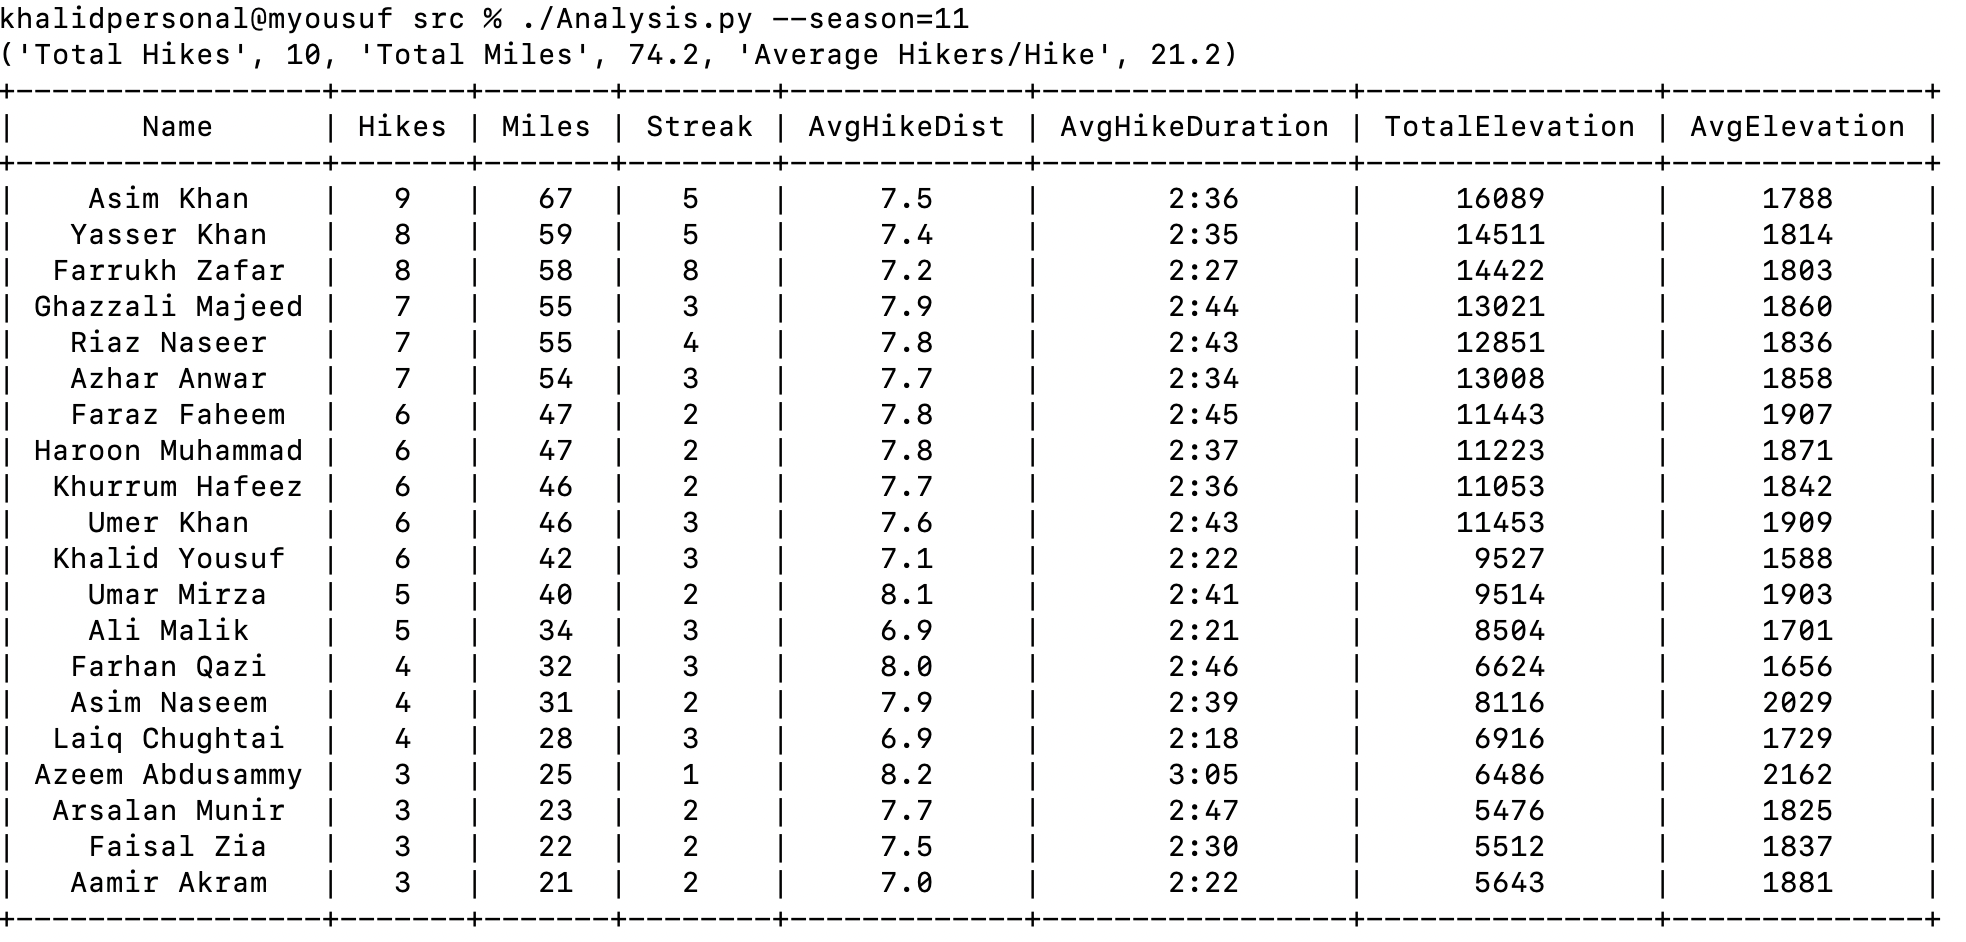 khalidpersonal@myousuf src % ./Analysis.py --season=11
('Total Hikes', 10, 'Total Miles', 74.2, 'Average Hikers/Hike', 21.2)
+------------------+-------+-------+--------+-------------+-----------------+----------------+--------------+
|       Name       | Hikes | Miles | Streak | AvgHikeDist | AvgHikeDuration | TotalElevation | AvgElevation |
+------------------+-------+-------+--------+-------------+-----------------+----------------+--------------+
|    Asim Khan     |   9   |   67  |   5    |     7.5     |       2:36      |     16089      |     1788     |
|   Yasser Khan    |   8   |   59  |   5    |     7.4     |       2:35      |     14511      |     1814     |
|  Farrukh Zafar   |   8   |   58  |   8    |     7.2     |       2:27      |     14422      |     1803     |
| Ghazzali Majeed  |   7   |   55  |   3    |     7.9     |       2:44      |     13021      |     1860     |
|   Riaz Naseer    |   7   |   55  |   4    |     7.8     |       2:43      |     12851      |     1836     |
|   Azhar Anwar    |   7   |   54  |   3    |     7.7     |       2:34      |     13008      |     1858     |
|   Faraz Faheem   |   6   |   47  |   2    |     7.8     |       2:45      |     11443      |     1907     |
| Haroon Muhammad  |   6   |   47  |   2    |     7.8     |       2:37      |     11223      |     1871     |
|  Khurrum Hafeez  |   6   |   46  |   2    |     7.7     |       2:36      |     11053      |     1842     |
|    Umer Khan     |   6   |   46  |   3    |     7.6     |       2:43      |     11453      |     1909     |
|  Khalid Yousuf   |   6   |   42  |   3    |     7.1     |       2:22      |      9527      |     1588     |
|    Umar Mirza    |   5   |   40  |   2    |     8.1     |       2:41      |      9514      |     1903     |
|    Ali Malik     |   5   |   34  |   3    |     6.9     |       2:21      |      8504      |     1701     |
|   Farhan Qazi    |   4   |   32  |   3    |     8.0     |       2:46      |      6624      |     1656     |
|   Asim Naseem    |   4   |   31  |   2    |     7.9     |       2:39      |      8116      |     2029     |
|  Laiq Chughtai   |   4   |   28  |   3    |     6.9     |       2:18      |      6916      |     1729     |
| Azeem Abdusammy  |   3   |   25  |   1    |     8.2     |       3:05      |      6486      |     2162     |
|  Arsalan Munir   |   3   |   23  |   2    |     7.7     |       2:47      |      5476      |     1825     |
|    Faisal Zia    |   3   |   22  |   2    |     7.5     |       2:30      |      5512      |     1837     |
|   Aamir Akram    |   3   |   21  |   2    |     7.0     |       2:22      |      5643      |     1881     |
+------------------+-------+-------+--------+-------------+-----------------+----------------+--------------+